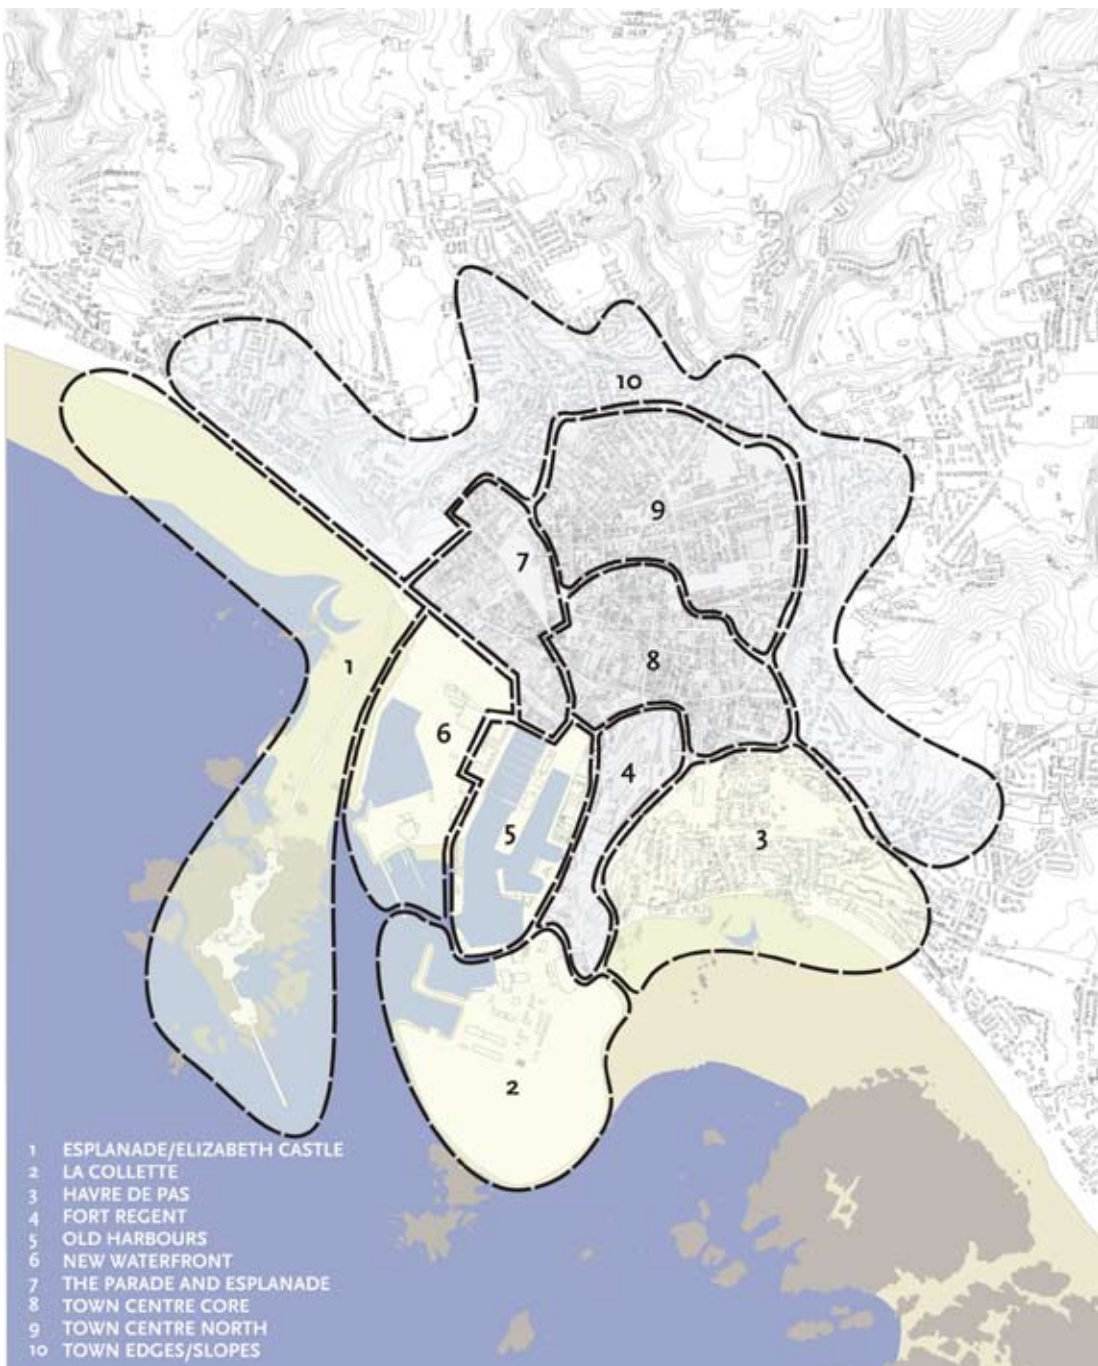 10
9
7
8
1
6
4
5
3
2
1 ESPLANADE/ELIZABETH CASTLE
2 LA COLLETTE
3 HAVRE DE PAS
4 FORT REGENT
5 OLD HARBOURS
6 NEW WATERFRONT
7 THE PARADE AND ESPLANADE
8 TOWN CENTRE CORE
9 TOWN CENTRE NORTH
10 TOWN EDGES/SLOPES